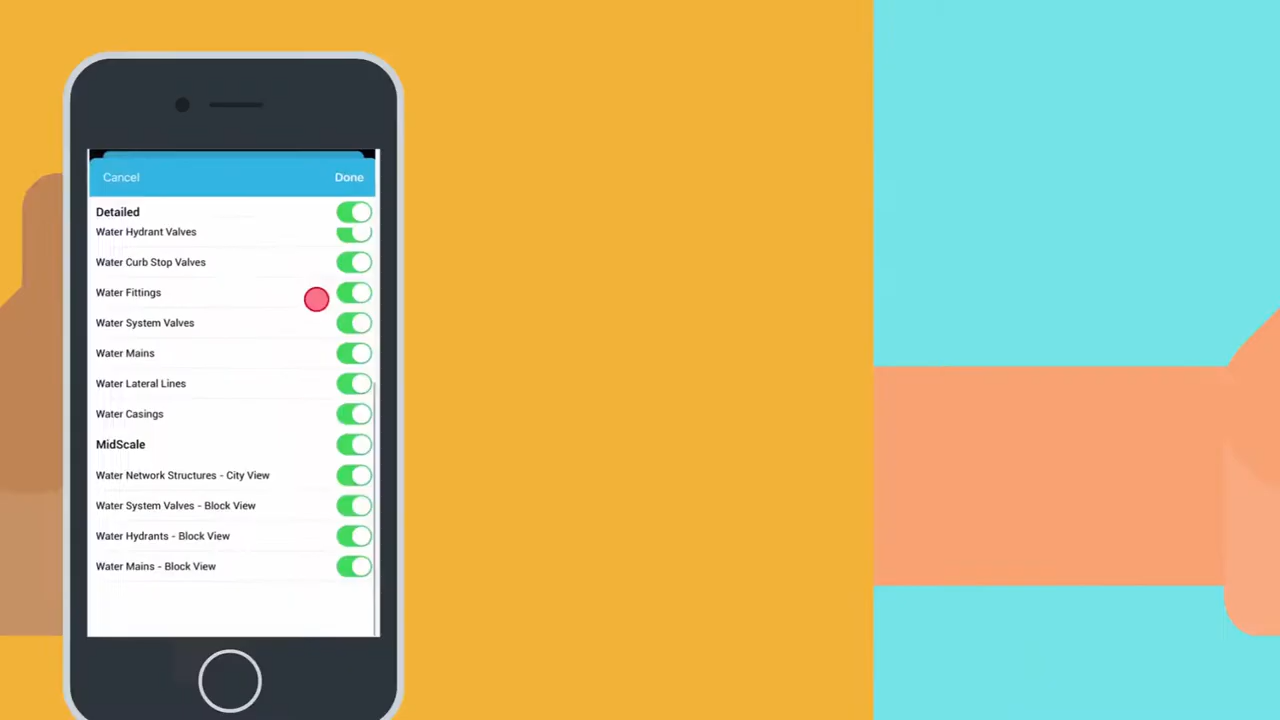 Cancel Done
Detailed
Water Hydrant Valves
Water Curb Stop Valves
Water Fittings
Water System Valves
Water Mains
Water Lateral Lines
Water Casings
MidScale
Water Network Structures - City View
Water System Valves - Block View
Water Hydrants - Block View
Water Mains - Block View